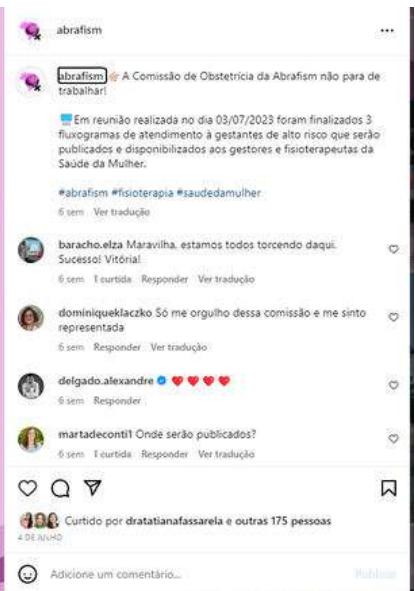 abrafism
abrafism A Comissão de Obstetrícia da Abrafism não para de
trabalhar!
Em reunião realizada no dia 03/07/2023 foram finalizados 3
fluxogramas de atendimento à gestantes de alto risco que serão
publicados e disponibilizados aos gestores e fisioterapeutas da
Saúde da Mulher.
#abrafism #fisioterapia #saudedamulher
6 sem Ver tradução
baracho.elza Maravilha, estamos todos torcendo daqui.
Sucesso! Vitória!
6 sem 1 curtida Responder Ver tradução
dominiqueklaczko Só me orgulho dessa comissão e me sinto
representada
6 sem Responder Ver tradução
delgado.alexandre
6 sem Responder
martadeconti1 Onde serão publicados?
6 sem 1 curtida Responder Ver tradução
Curtido por dratatianafassarela e outras 175 pessoas
4 DE JULHO
Adicione um comentário... Publicar